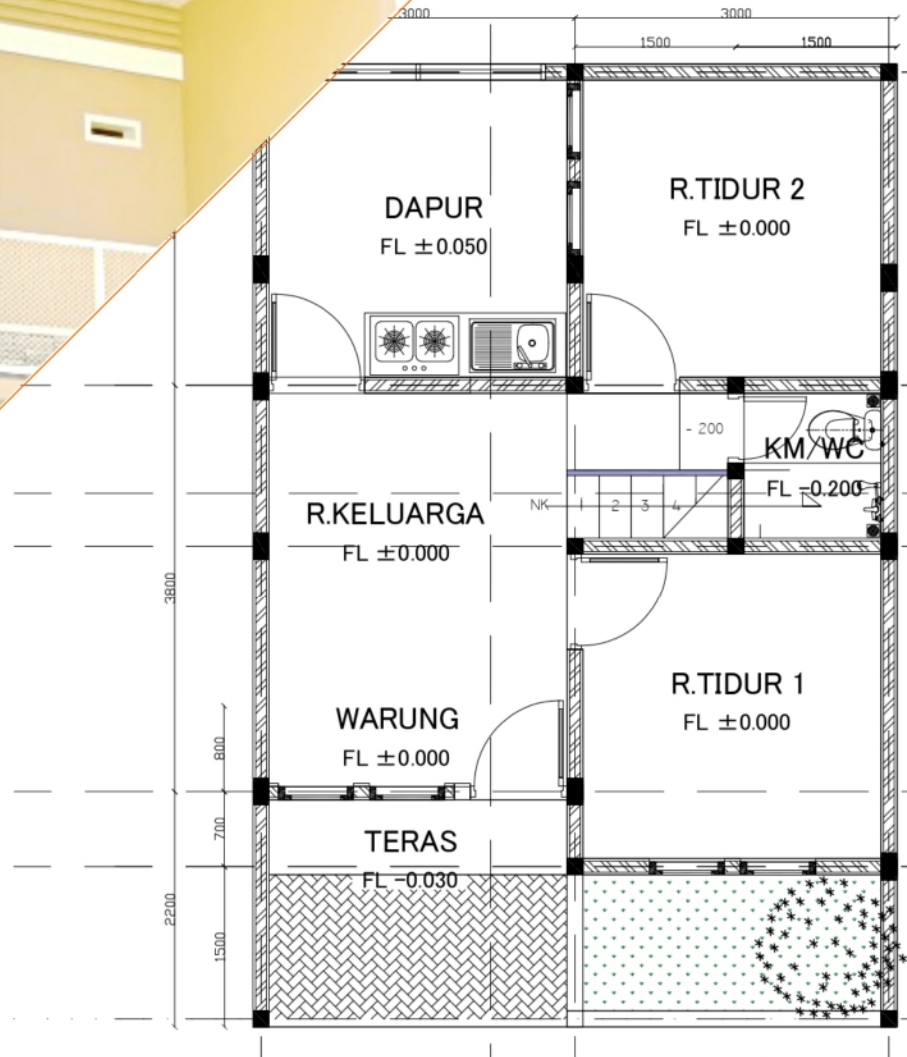 3000
3000
1500
1500
R.TIDUR 2
FL ±0.000
DAPUR
FL ±0.050
- 200
KM/WC
FL -0.200
NK
1
2
3
4
R.KELUARGA
FL ±0.000
3800
R.TIDUR 1
FL ±0.000
WARUNG
FL ±0.000
800
700
TERAS
FL -0.030
2200
1500